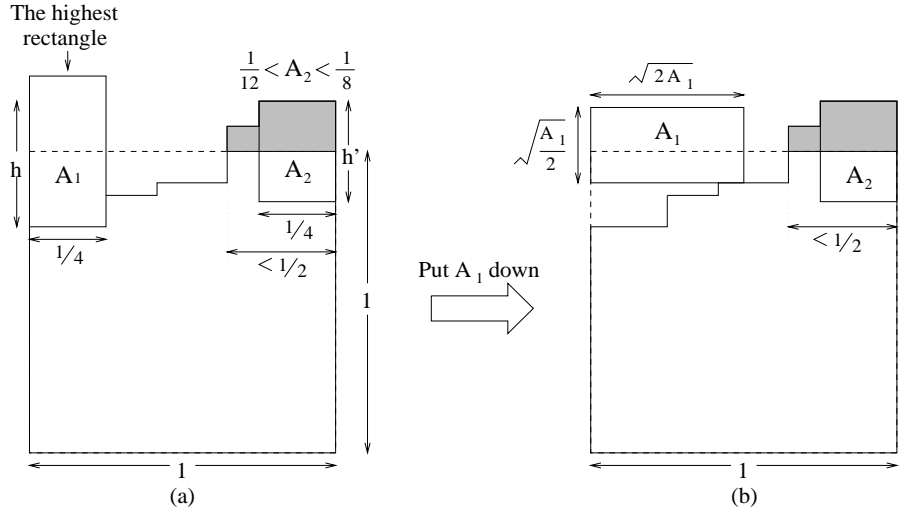 The highest
rectangle
1/12 < A₂ < 1/8
h
A₁
h'
A₂
1/4
1/4
< 1/2
1
1
(a)
Put A₁ down
√2A₁
√A₁/2
A₁
A₂
< 1/2
1
(b)